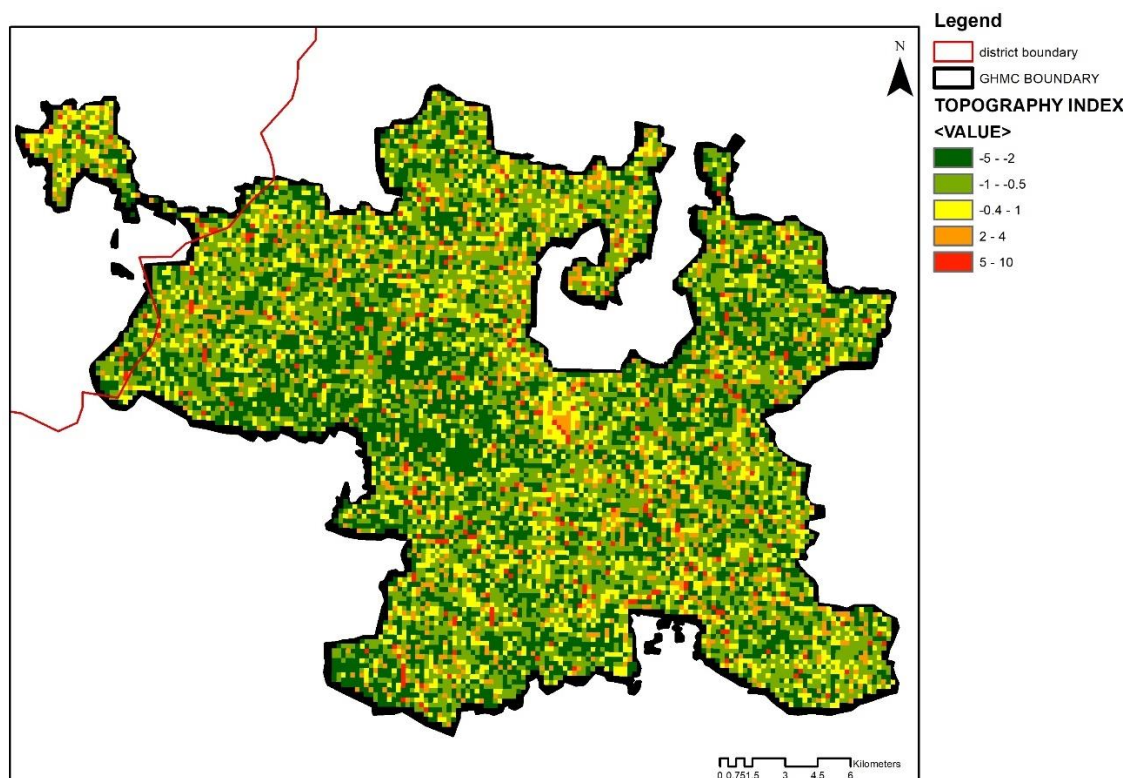 Legend
district boundary
GHMC BOUNDARY
TOPOGRAPHY INDEX
<VALUE>
-5 - -2
-1 - -0.5
-0.4 - 1
2 - 4
5 - 10
N
Kilometers
0 0.751.5 3 4.5 6